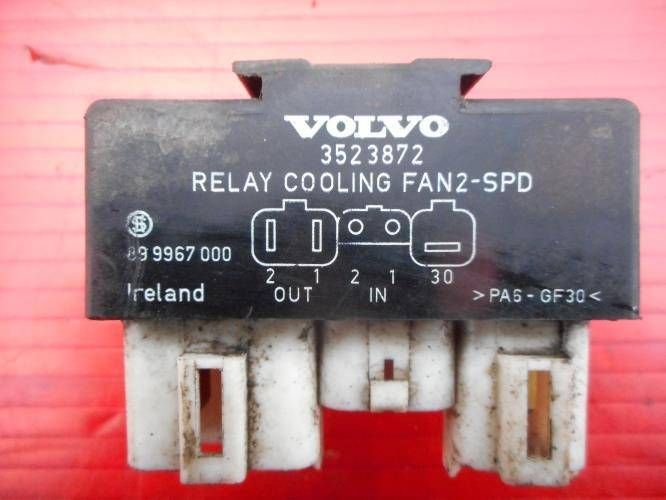 VOLVO
3523872
RELAY COOLING FAN2-SPD
S
89 9967 000
2 1 2 1 30
Ireland OUT IN >PA6-GF30<